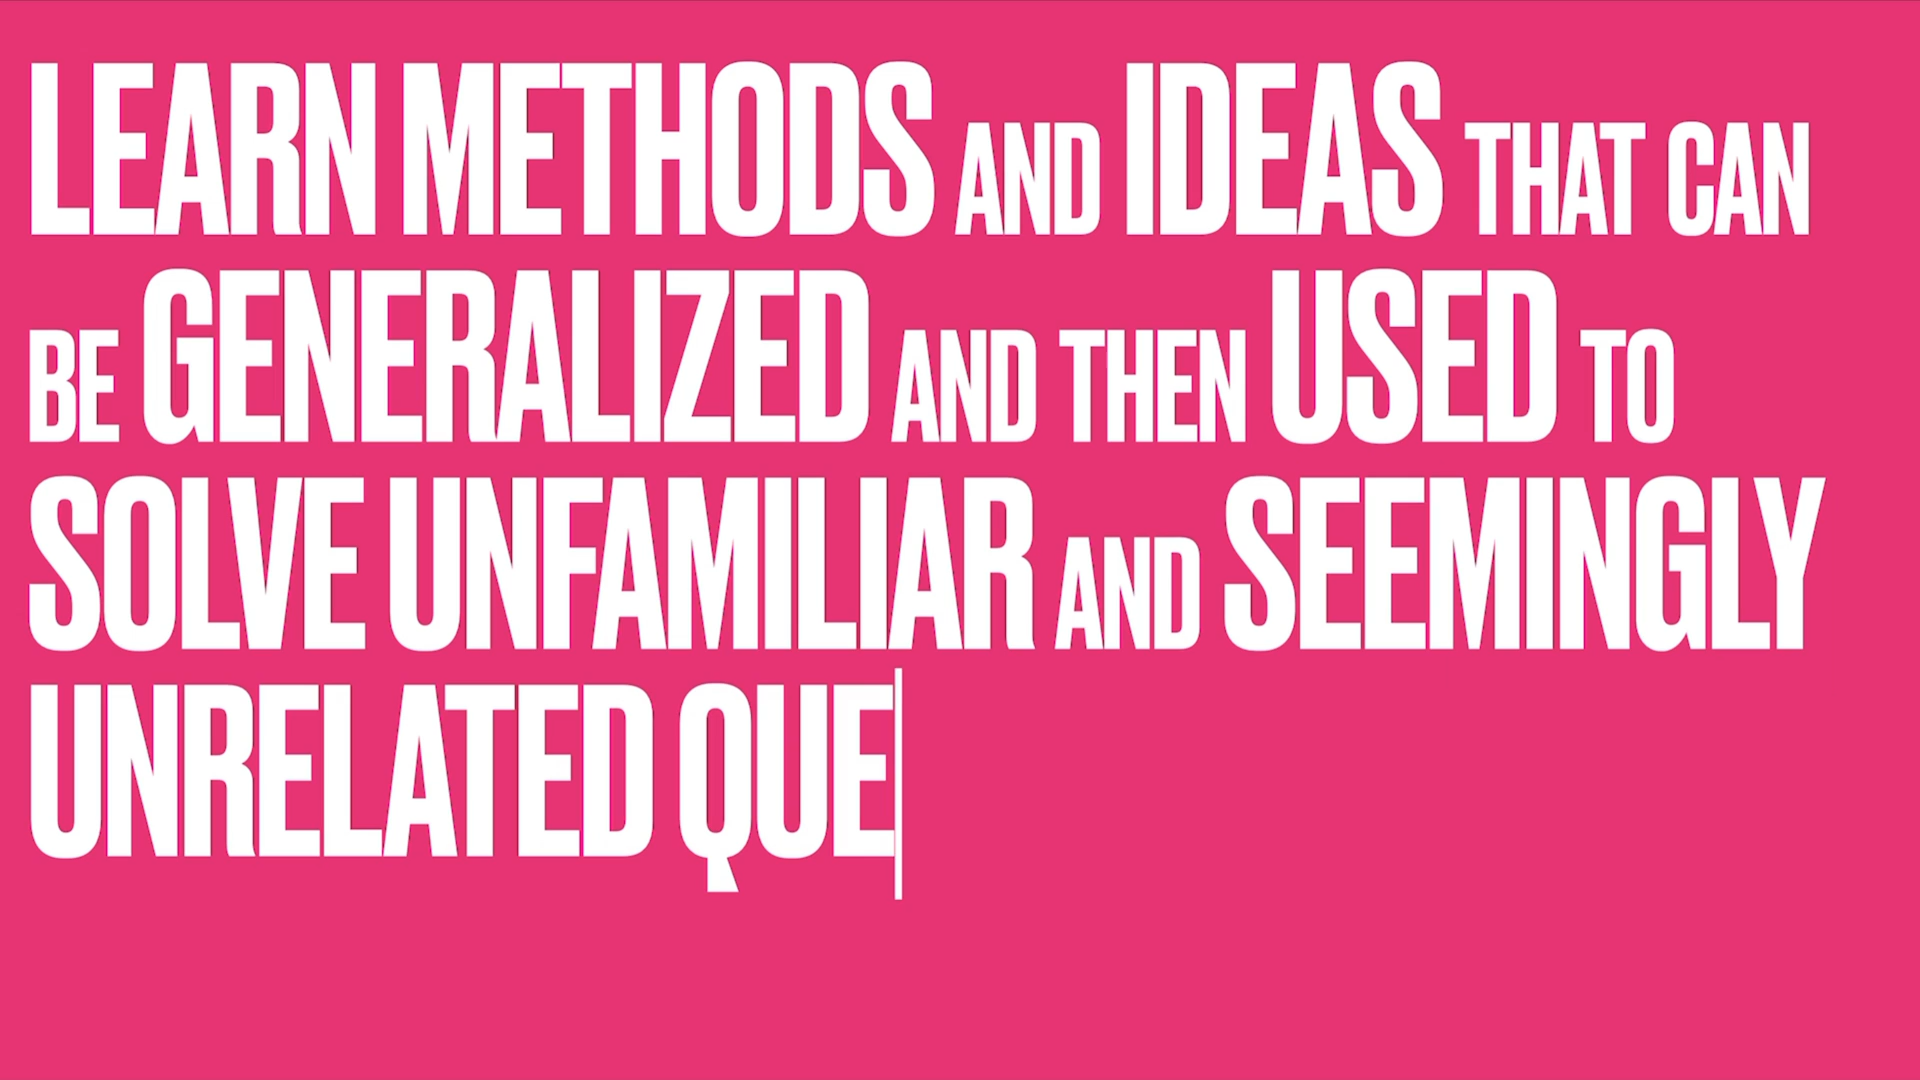 LEARN METHODS AND IDEAS THAT CAN
BE GENERALIZED AND THEN USED TO
SOLVE UNFAMILIAR AND SEEMINGLY
UNRELATED QUE